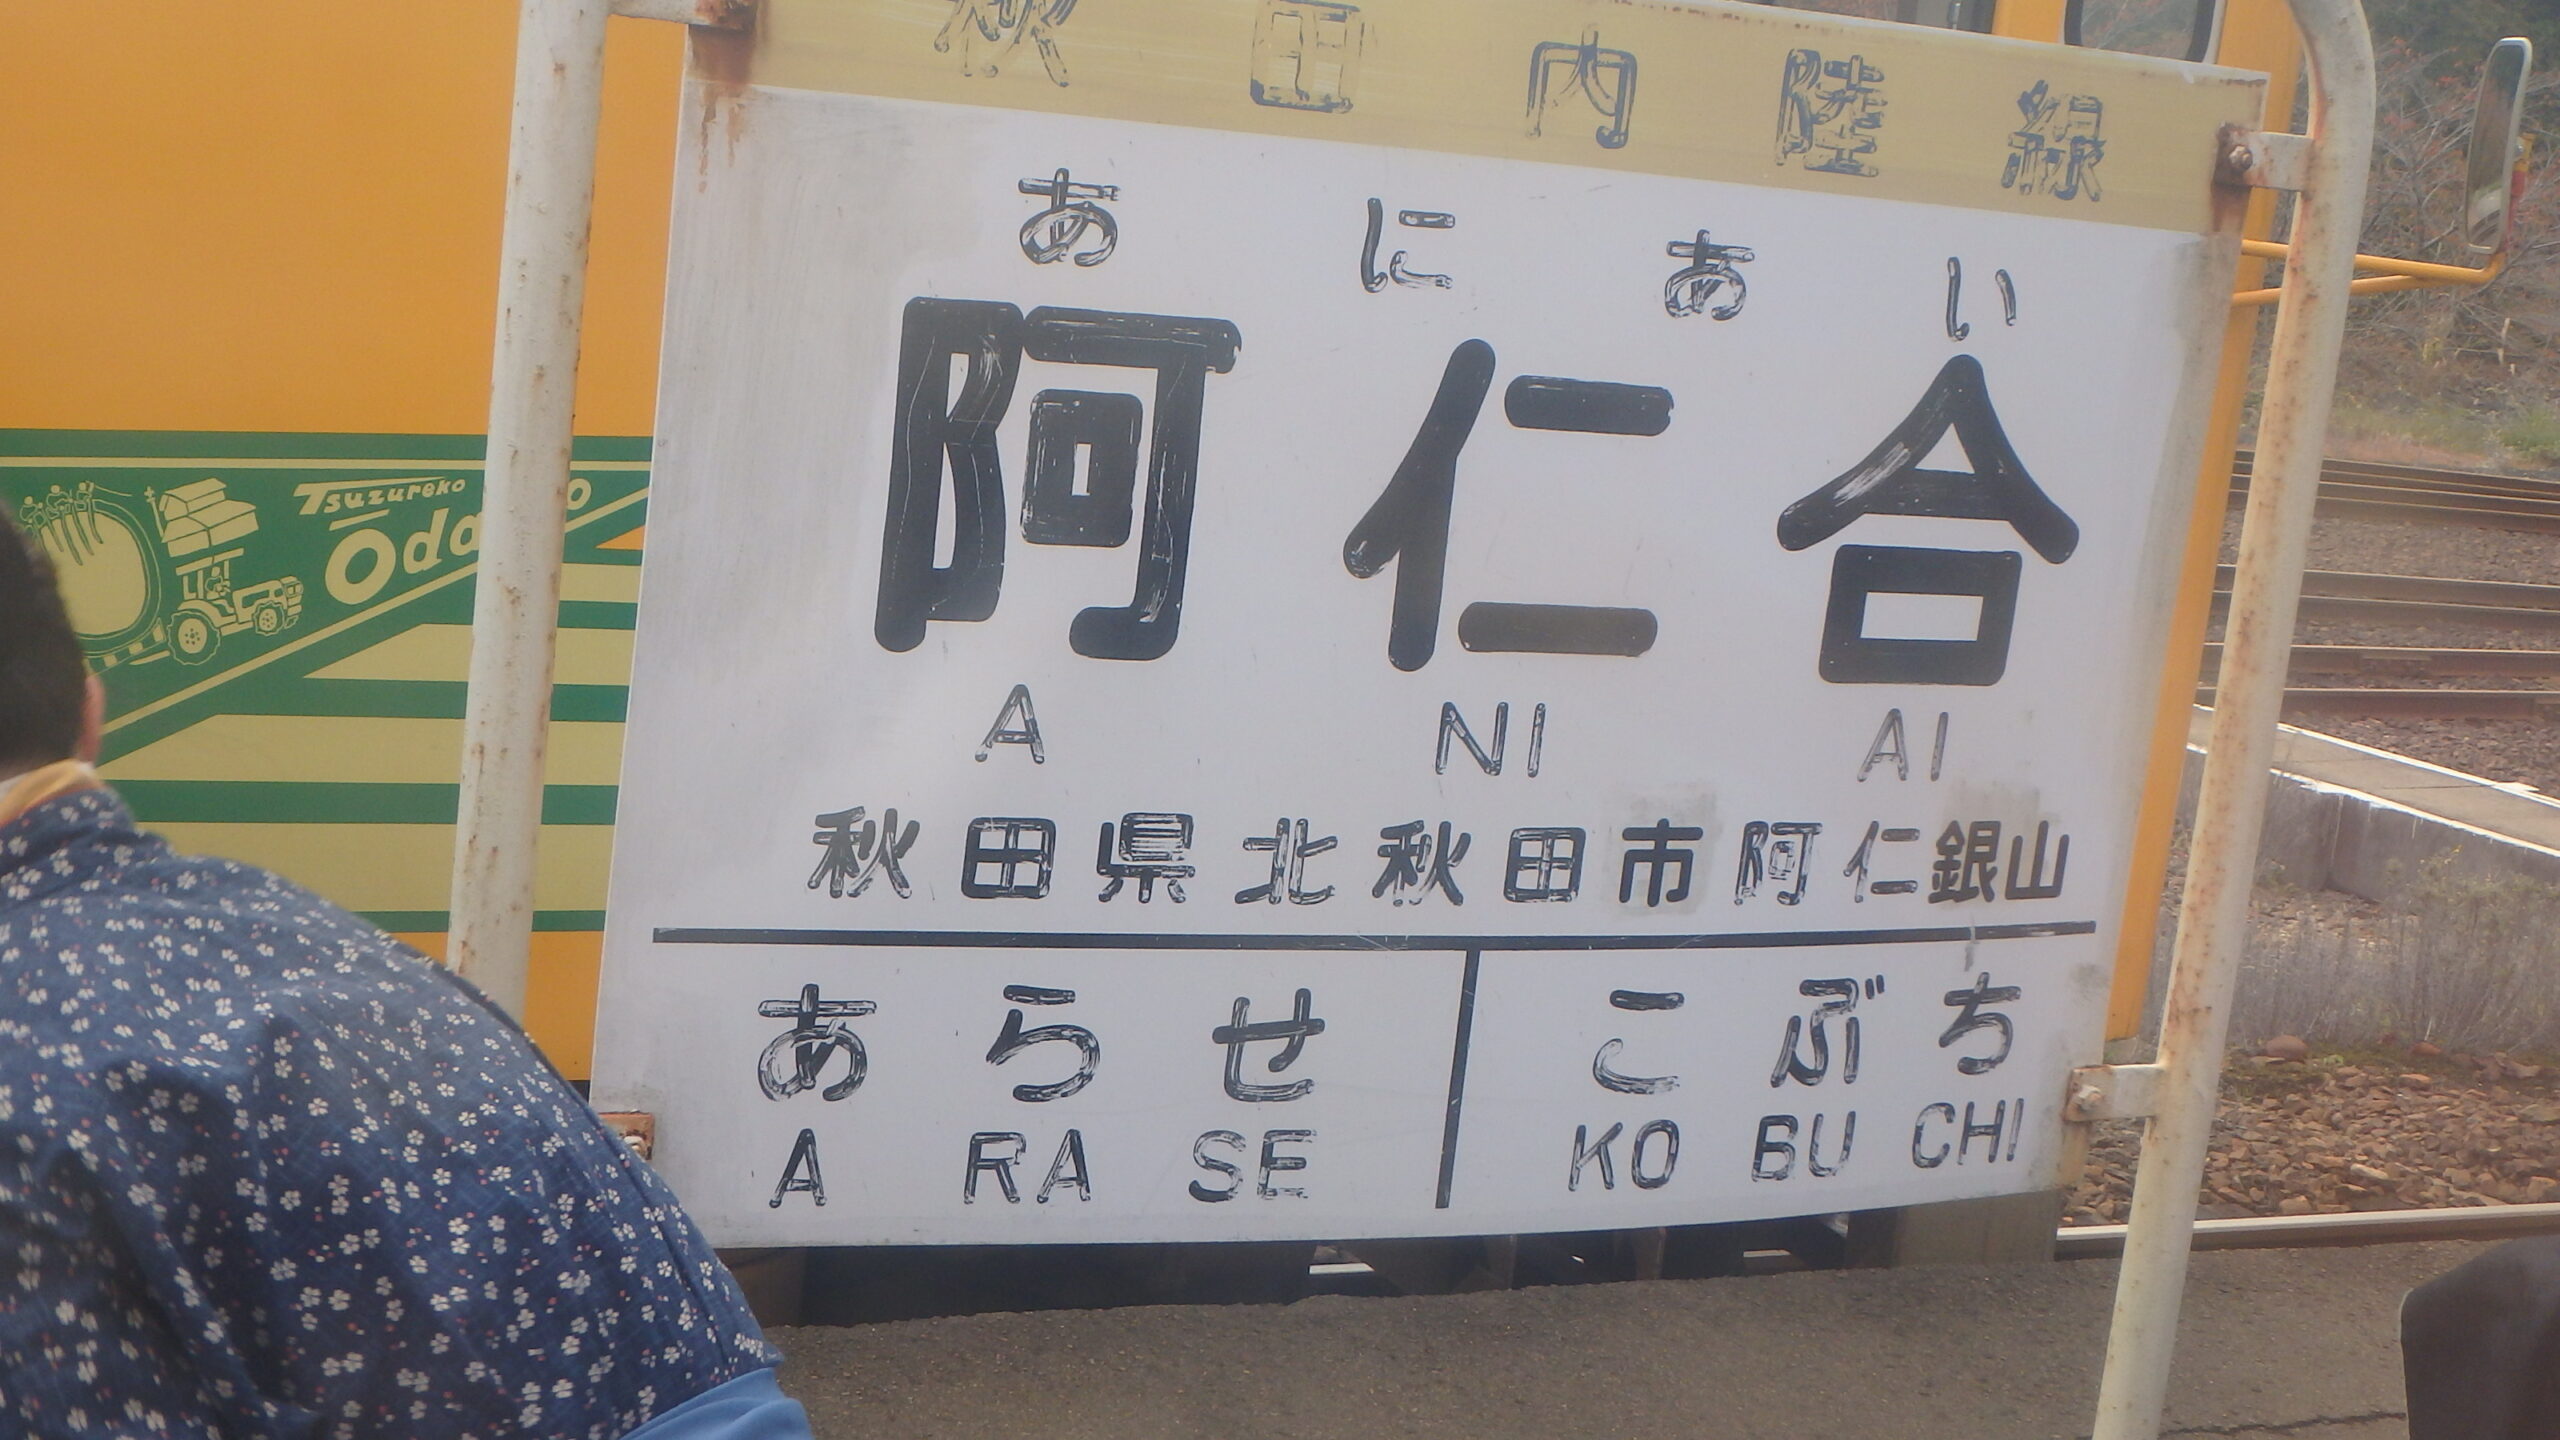 秋田内陸線
あにあい
阿仁合
A NI AI
秋田県北秋田市阿仁銀山
あらせ こぶち
A RA SE KO BU CHI
Tsuzureko
Ōda